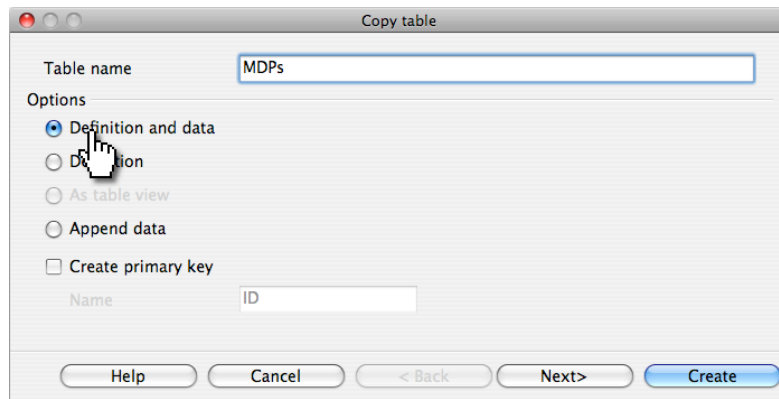 Copy table
Table name MDPs
Options
Definition and data
As table view
Append data
Create primary key
Name ID
Help Cancel < Back Next> Create